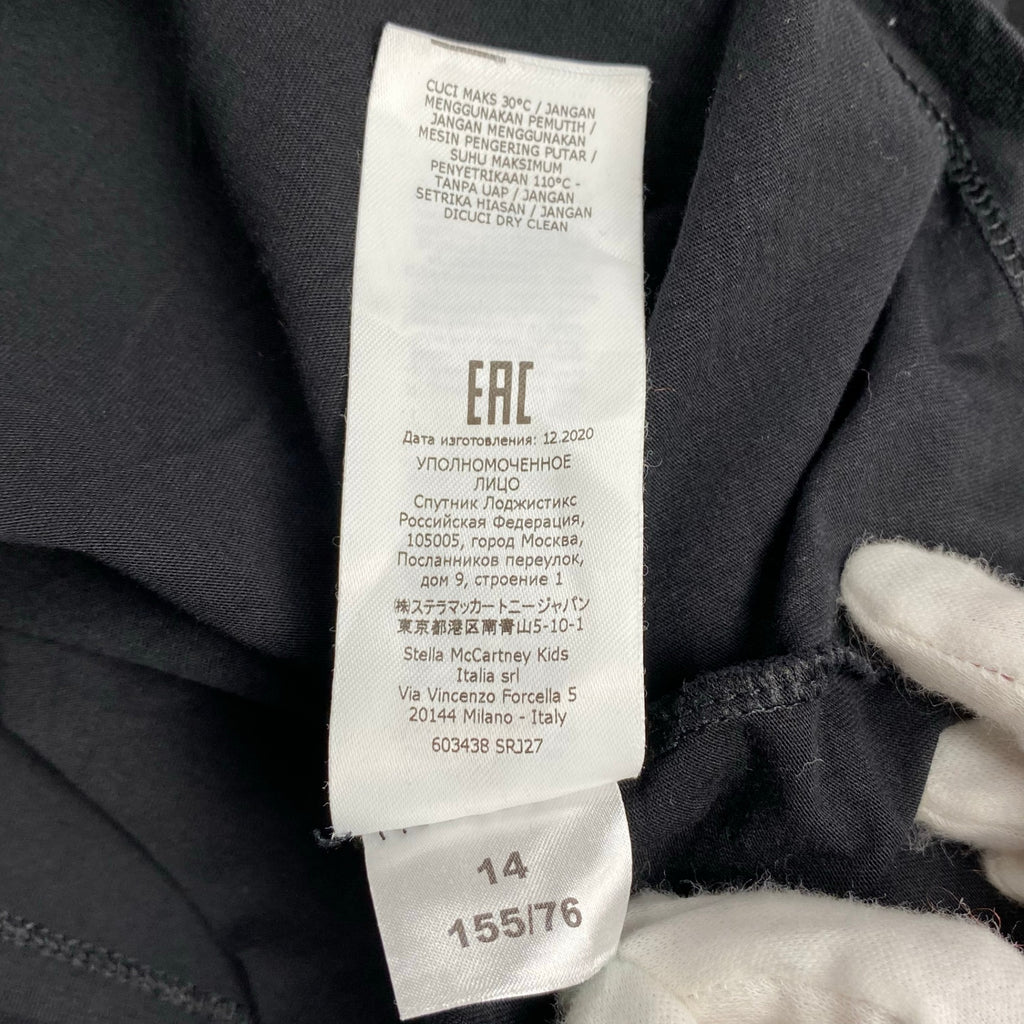 CUCI MAKS 30°C / JANGAN
MENGGUNAKAN PEMUTIH /
JANGAN MENGGUNAKAN
MESIN PENGERING PUTAR /
SUHU MAKSIMUM
PENYETRIKAAN 110°C -
TANPA UAP / JANGAN
SETRIKA HIASAN / JANGAN
DICUCI DRY CLEAN
EAC
Дата изготовления: 12.2020
УПОЛНОМОЧЕННОЕ
ЛИЦО
Спутник Лоджистикс
Российская Федерация,
105005, город Москва,
Посланников переулок,
дом 9, строение 1
㈱ステラマッカートニージャパン
東京都港区南青山5-10-1
Stella McCartney Kids
Italia srl
Via Vincenzo Forcella 5
20144 Milano - Italy
603438 SRJ27
14
155/76